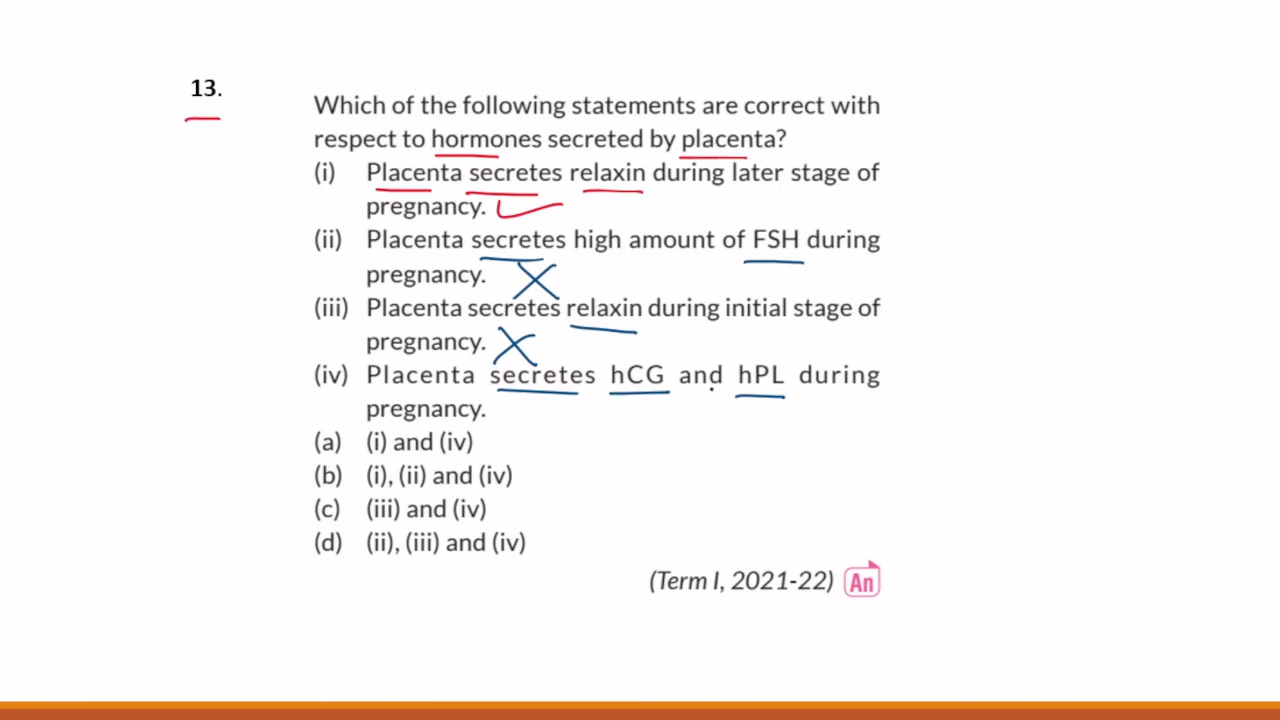 13.
Which of the following statements are correct with
respect to hormones secreted by placenta?
(i) Placenta secretes relaxin during later stage of
pregnancy.
(ii) Placenta secretes high amount of FSH during
pregnancy.
(iii) Placenta secretes relaxin during initial stage of
pregnancy.
(iv) Placenta secretes hCG and hPL during
pregnancy.
(a) (i) and (iv)
(b) (i), (ii) and (iv)
(c) (iii) and (iv)
(d) (ii), (iii) and (iv)
(Term I, 2021-22) An